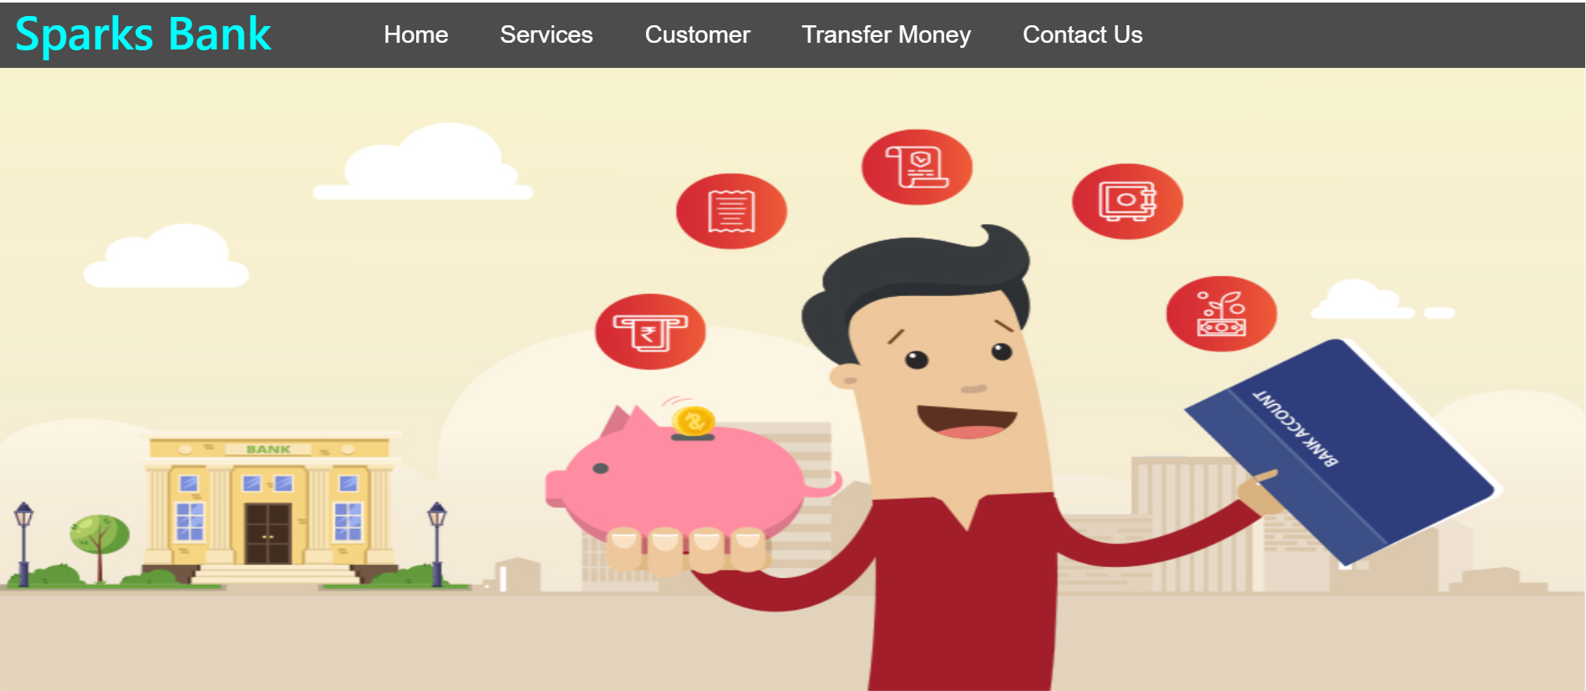 Sparks Bank
Home Services Customer Transfer Money Contact Us
₹
BANK
BANK ACCOUNT